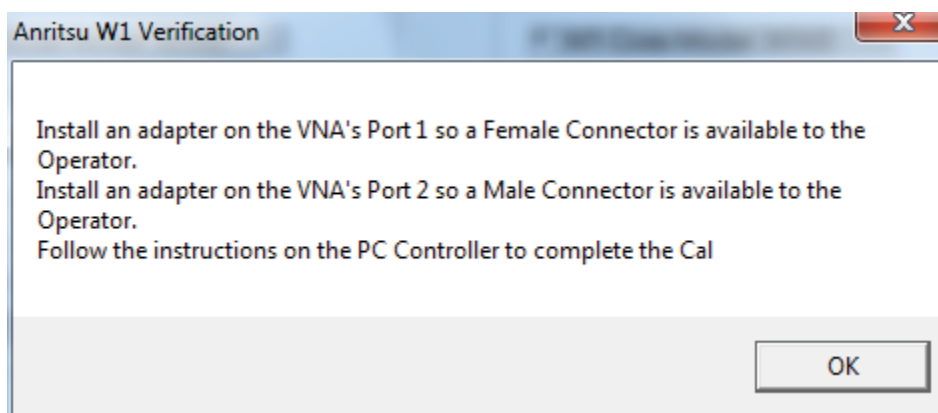 Anritsu W1 Verification
Install an adapter on the VNA's Port 1 so a Female Connector is available to the
Operator.
Install an adapter on the VNA's Port 2 so a Male Connector is available to the
Operator.
Follow the instructions on the PC Controller to complete the Cal
OK